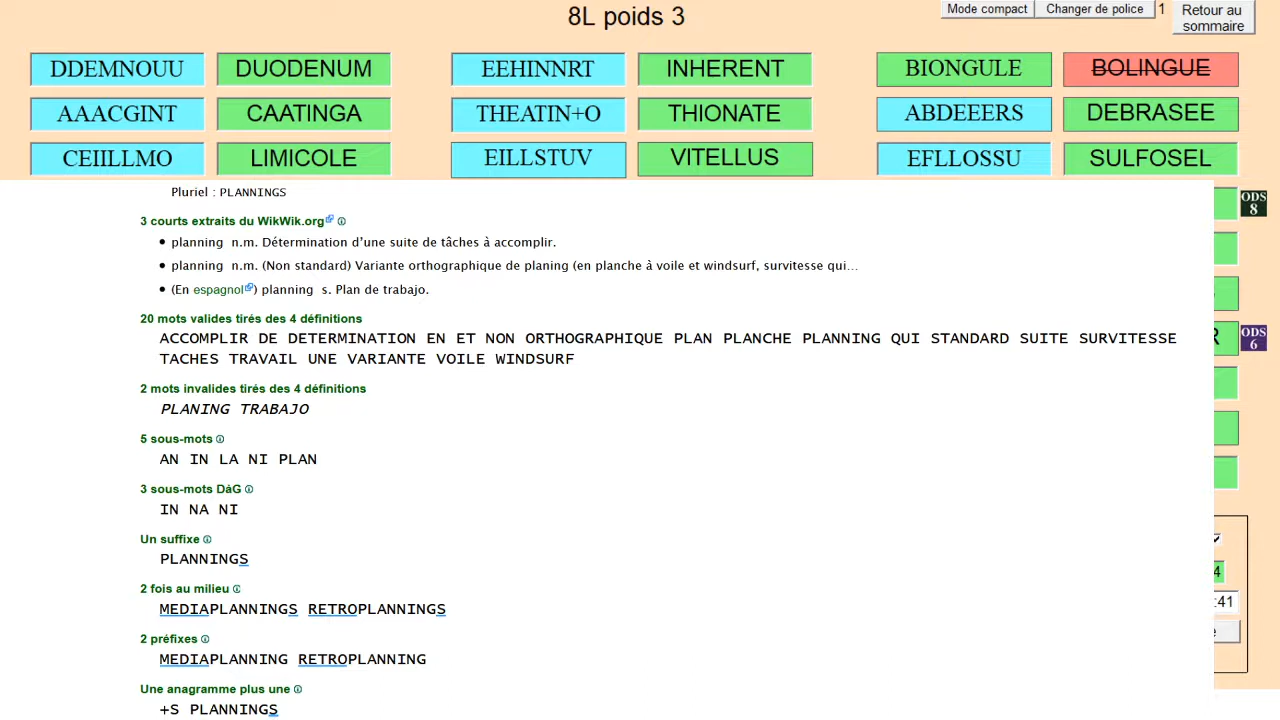 8L poids 3
Mode compact Changer de police 1 Retour au
sommaire
DDEMNOUU DUODENUM EEHINNRT INHERENT BIONGULE BOLINGUE
AAACGINT CAATINGA THEATIN+O THIONATE ABDEEERS DEBRASEE
CEIILLMO LIMICOLE EILLSTUV VITELLUS EFLLOSSU SULFOSEL
Pluriel : PLANNINGS
ODS
8
3 courts extraits du WikWik.org
• planning n.m. Détermination d’une suite de tâches à accomplir.
• planning n.m. (Non standard) Variante orthographique de planing (en planche à voile et windsurf, survitesse qui…
• (En espagnol) planning s. Plan de trabajo.
20 mots valides tirés des 4 définitions
ACCOMPLIR DE DETERMINATION EN ET NON ORTHOGRAPHIQUE PLAN PLANCHE PLANNING QUI STANDARD SUITE SURVITESSE
R ODS
6
TACHES TRAVAIL UNE VARIANTE VOILE WINDSURF
2 mots invalides tirés des 4 définitions
PLANING TRABAJO
5 sous-mots
AN IN LA NI PLAN
3 sous-mots DàG
IN NA NI
Un suffixe
PLANNINGS
4
2 fois au milieu
:41
MEDIAPLANNINGS RETROPLANNINGS
e
2 préfixes
MEDIAPLANNING RETROPLANNING
Une anagramme plus une
+S PLANNINGS